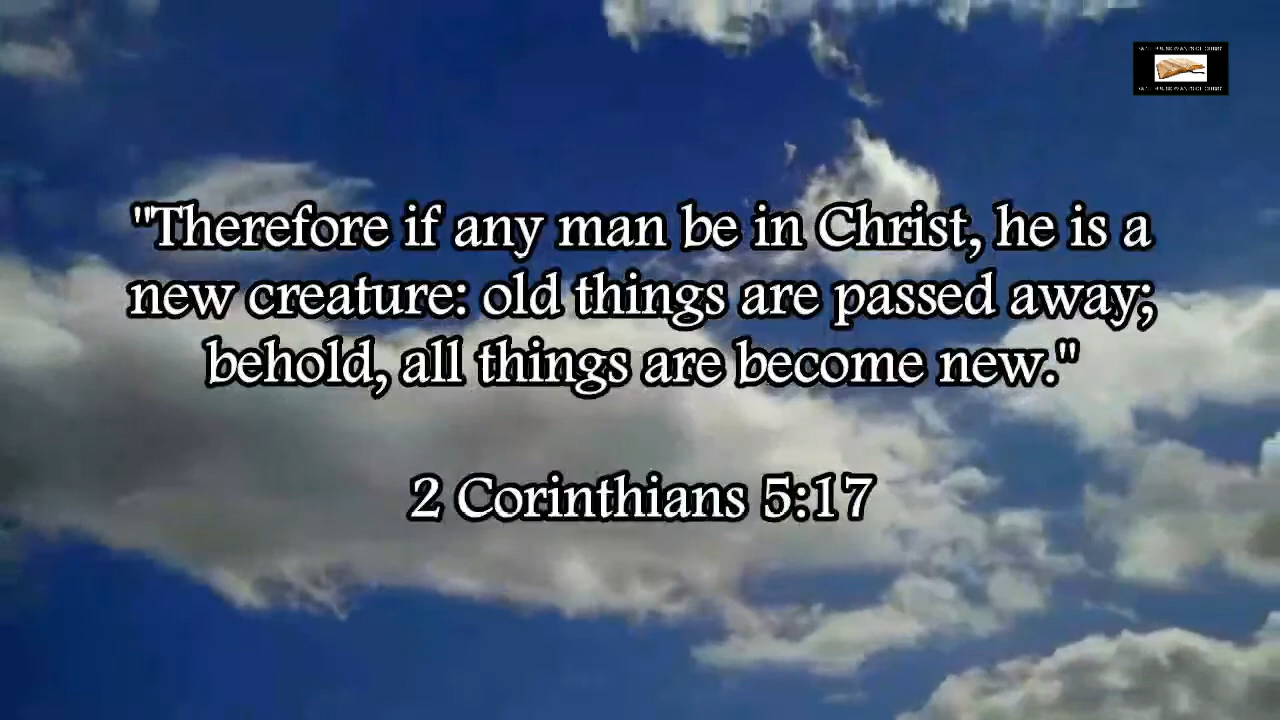 "Therefore if any man be in Christ, he is a
new creature: old things are passed away;
behold, all things are become new."
2 Corinthians 5:17